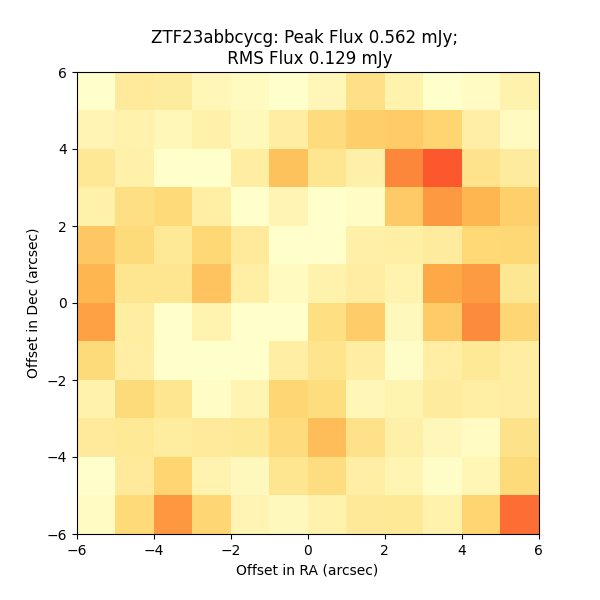 ZTF23abbcycg: Peak Flux 0.562 mJy;
RMS Flux 0.129 mJy
6
4
2
0
−2
−4
−6
Offset in Dec (arcsec)
−6 −4 −2 0 2 4 6
Offset in RA (arcsec)